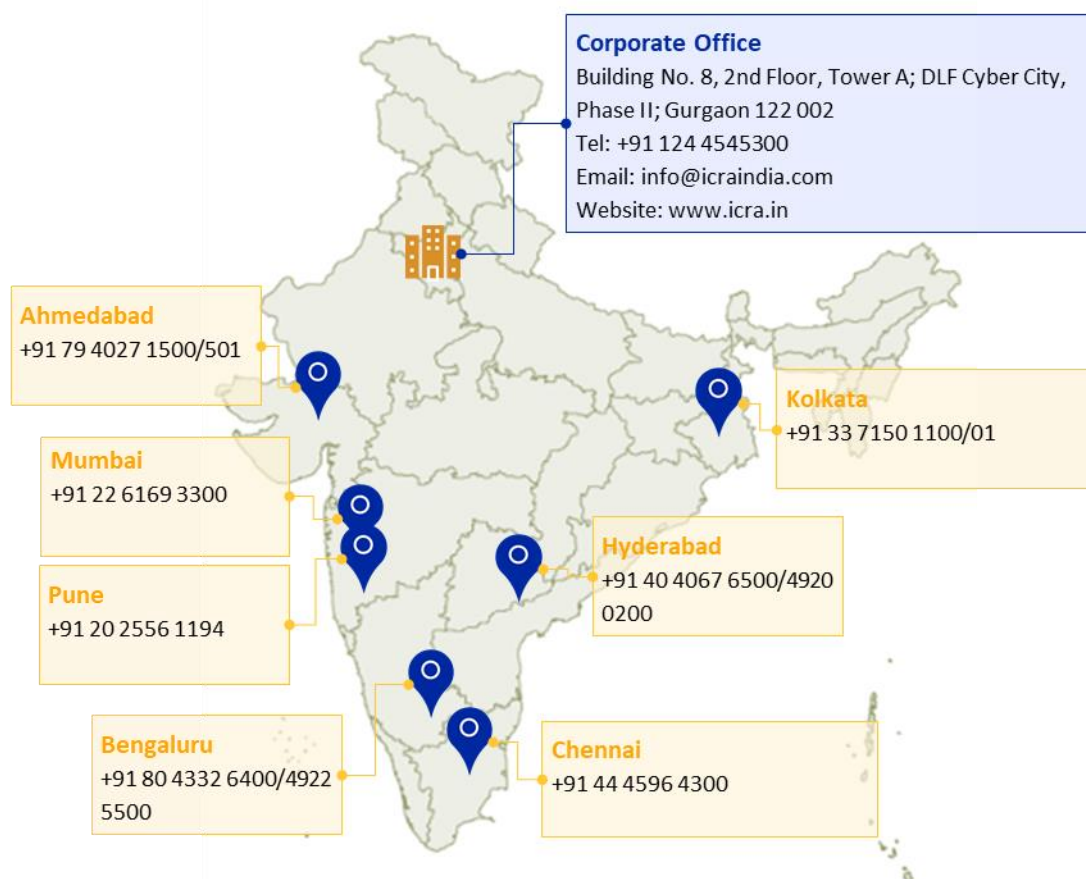 Corporate Office
Building No. 8, 2nd Floor, Tower A; DLF Cyber City,
Phase II; Gurgaon 122 002
Tel: +91 124 4545300
Email: info@icraindia.com
Website: www.icra.in
Ahmedabad
+91 79 4027 1500/501
Kolkata
+91 33 7150 1100/01
Mumbai
+91 22 6169 3300
Hyderabad
+91 40 4067 6500/4920
0200
Pune
+91 20 2556 1194
Bengaluru
+91 80 4332 6400/4922
5500
Chennai
+91 44 4596 4300